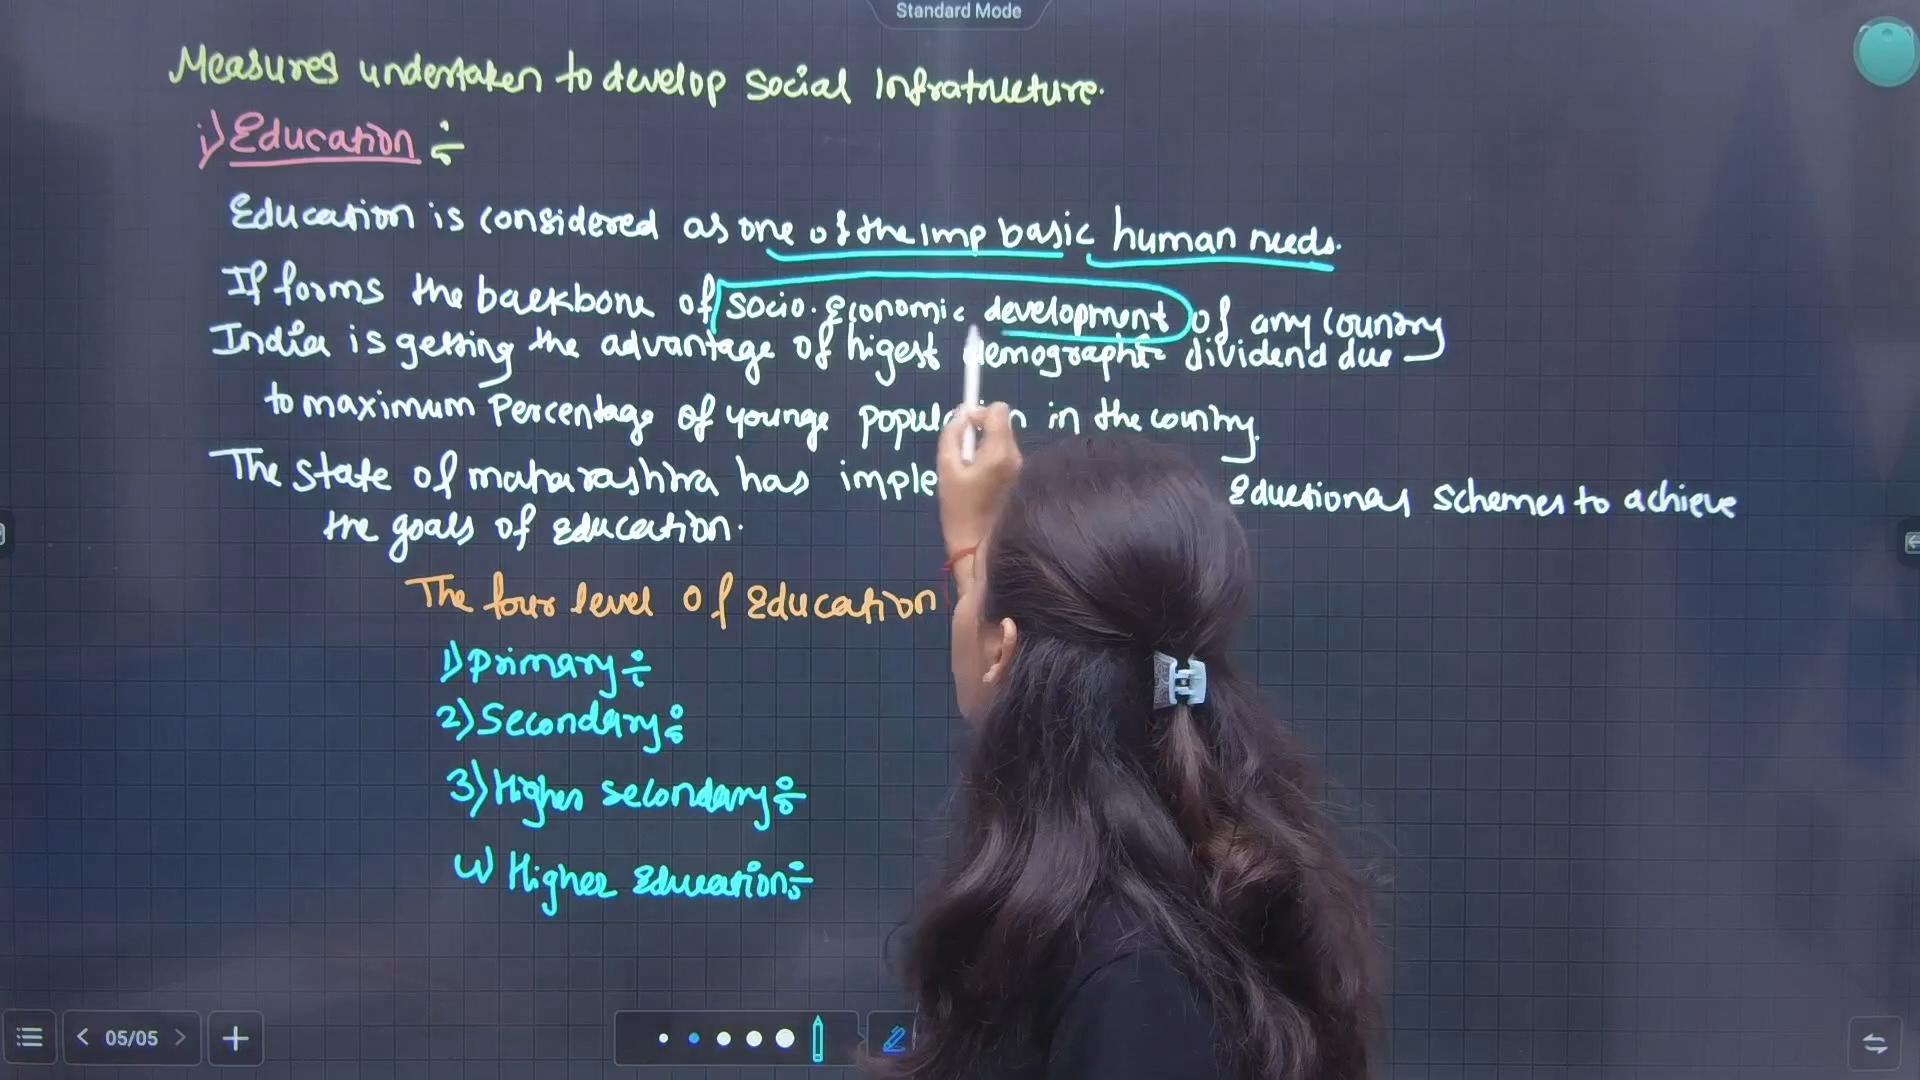 Standard Mode
Measures undertaken to develop social Infratructure.
i) Education ÷
Education is considered as one of the imp basic human needs.
If forms the backbone of socio. Economic development of any country
India is getting the advantage of higest demographic dividend due
to maximum Percentage of younge population in the country.
The state of maharashtra has imple Eductional schemes to achieve
the goals of education.
The four level of Education
1) Primary ÷
2) Secondary ÷
3) Higher secondary ÷
4) Higher Education ÷
05/05